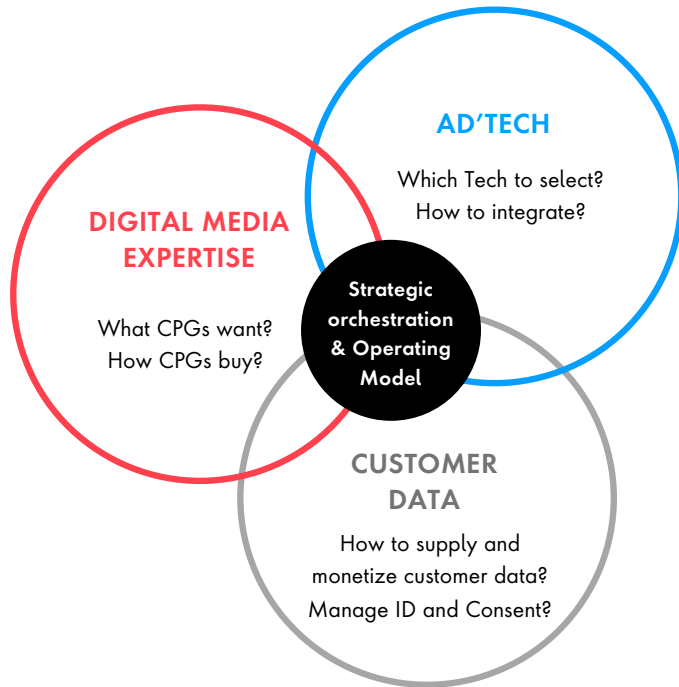 AD’TECH
Which Tech to select?
How to integrate?
DIGITAL MEDIA
EXPERTISE
What CPGs want?
How CPGs buy?
Strategic
orchestration
& Operating
Model
CUSTOMER
DATA
How to supply and
monetize customer data?
Manage ID and Consent?